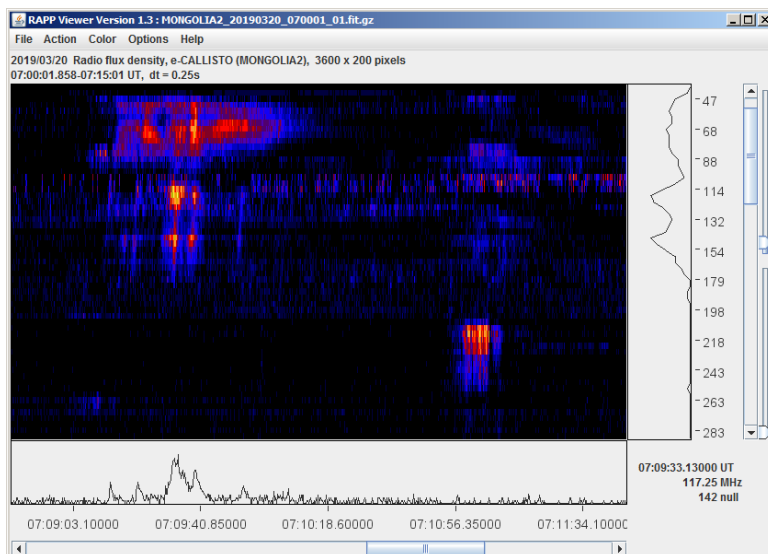 RAPP Viewer Version 1.3 : MONGOLIA2_20190320_070001_01.fit.gz
File Action Color Options Help
2019/03/20 Radio flux density, e-CALLISTO (MONGOLIA2), 3600 x 200 pixels
07:00:01.858-07:15:01 UT, dt = 0.25s
47
68
88
114
132
154
179
198
218
243
263
283
07:09:33.13000 UT
117.25 MHz
142 null
07:09:03.10000 07:09:40.85000 07:10:18.60000 07:10:56.35000 07:11:34.10000